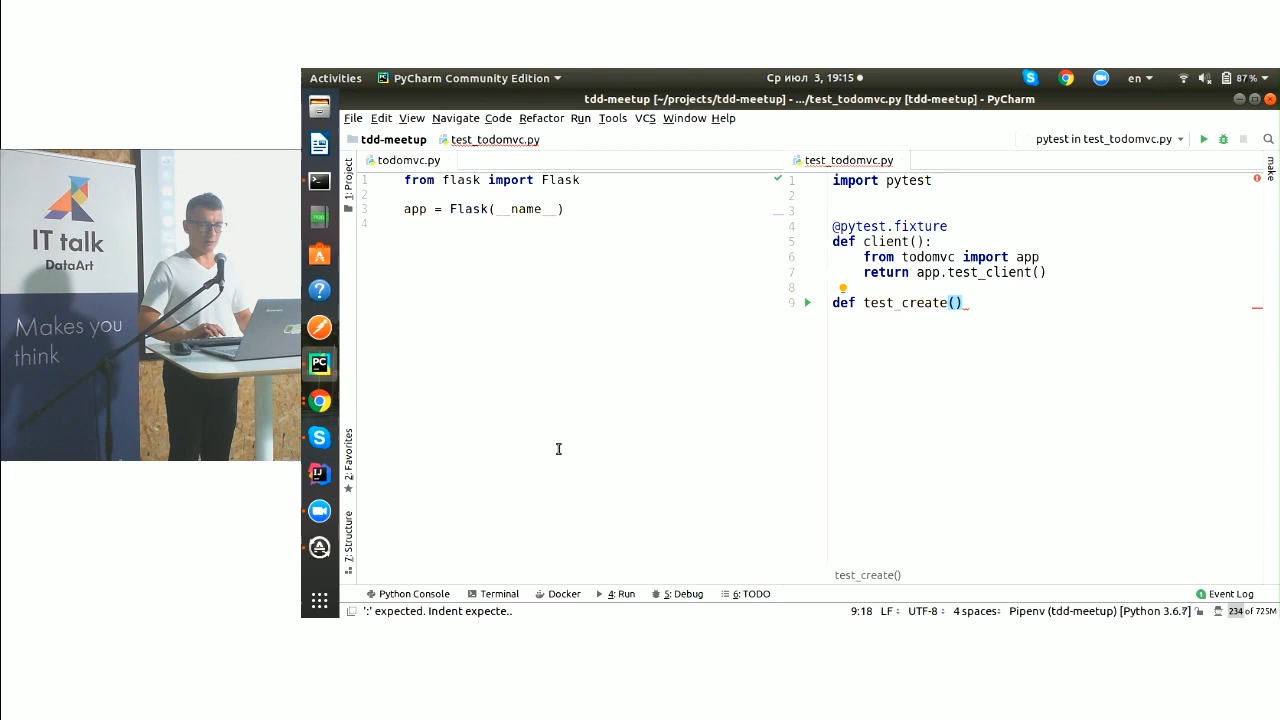 IT talk
DataArt
Makes you
think
Activities
PyCharm Community Edition
Ср июл 3, 19:15
en
87%
tdd-meetup [~/projects/tdd-meetup] - .../test_todomvc.py [tdd-meetup] - PyCharm
File Edit View Navigate Code Refactor Run Tools VCS Window Help
tdd-meetup test_todomvc.py
pytest in test_todomvc.py
1: Project
make
todomvc.py
1 from flask import Flask
2
3 app = Flask(__name__)
4
test_todomvc.py
1 import pytest
2
3
4 @pytest.fixture
5 def client():
6 from todomvc import app
7 return app.test_client()
8
9 def test_create()
2: Favorites
7: Structure
PC
IJ
test_create()
Python Console Terminal Docker 4: Run 5: Debug 6: TODO
1 Event Log
':' expected. Indent expecte..
9:18 LF UTF-8 4 spaces Pipenv (tdd-meetup) [Python 3.6.7] 234 of 725M